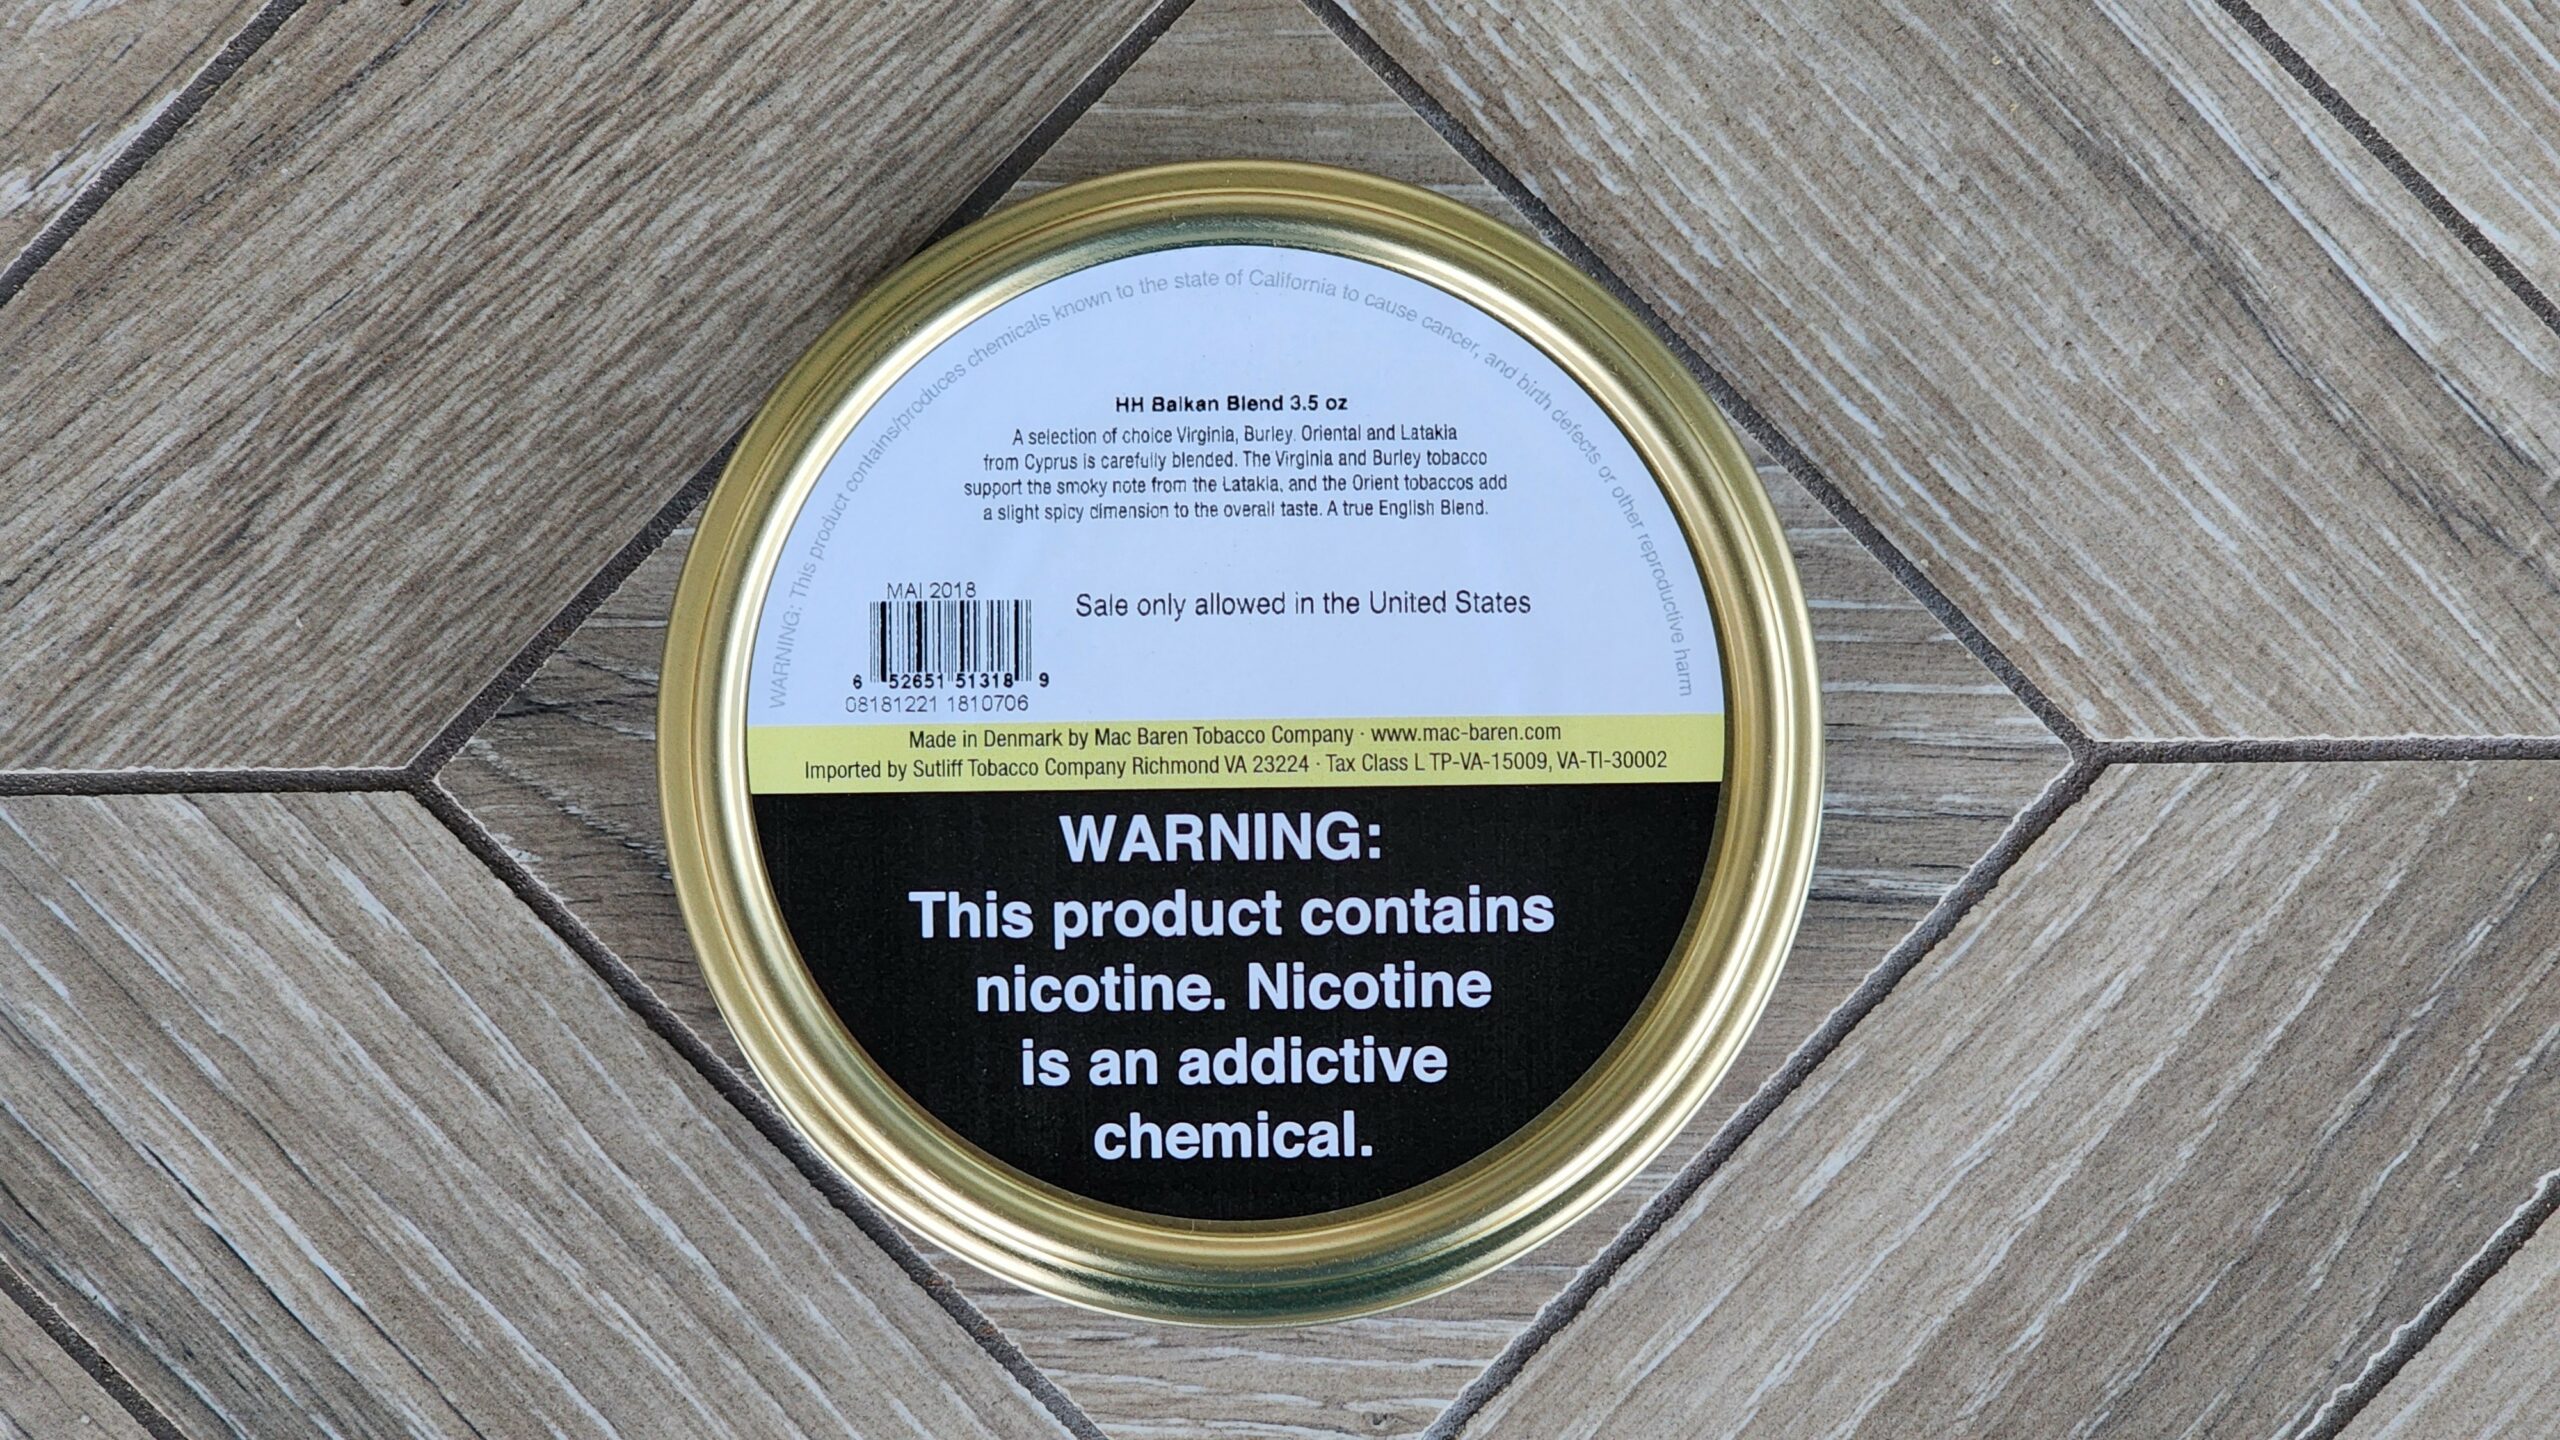 WARNING: This product contains/produces chemicals known to the state of California to cause cancer, and birth defects or other reproductive harm
HH Balkan Blend 3.5 oz
A selection of choice Virginia, Burley. Oriental and Latakia
from Cyprus is carefully blended. The Virginia and Burley tobacco
support the smoky note from the Latakia, and the Orient tobaccos add
a slight spicy dimension to the overall taste. A true English Blend.
MAI 2018
Sale only allowed in the United States
6 52651 51318 9
08181221 1810706
Made in Denmark by Mac Baren Tobacco Company · www.mac-baren.com
Imported by Sutliff Tobacco Company Richmond VA 23224 · Tax Class L TP-VA-15009, VA-TI-30002
WARNING:
This product contains
nicotine. Nicotine
is an addictive
chemical.